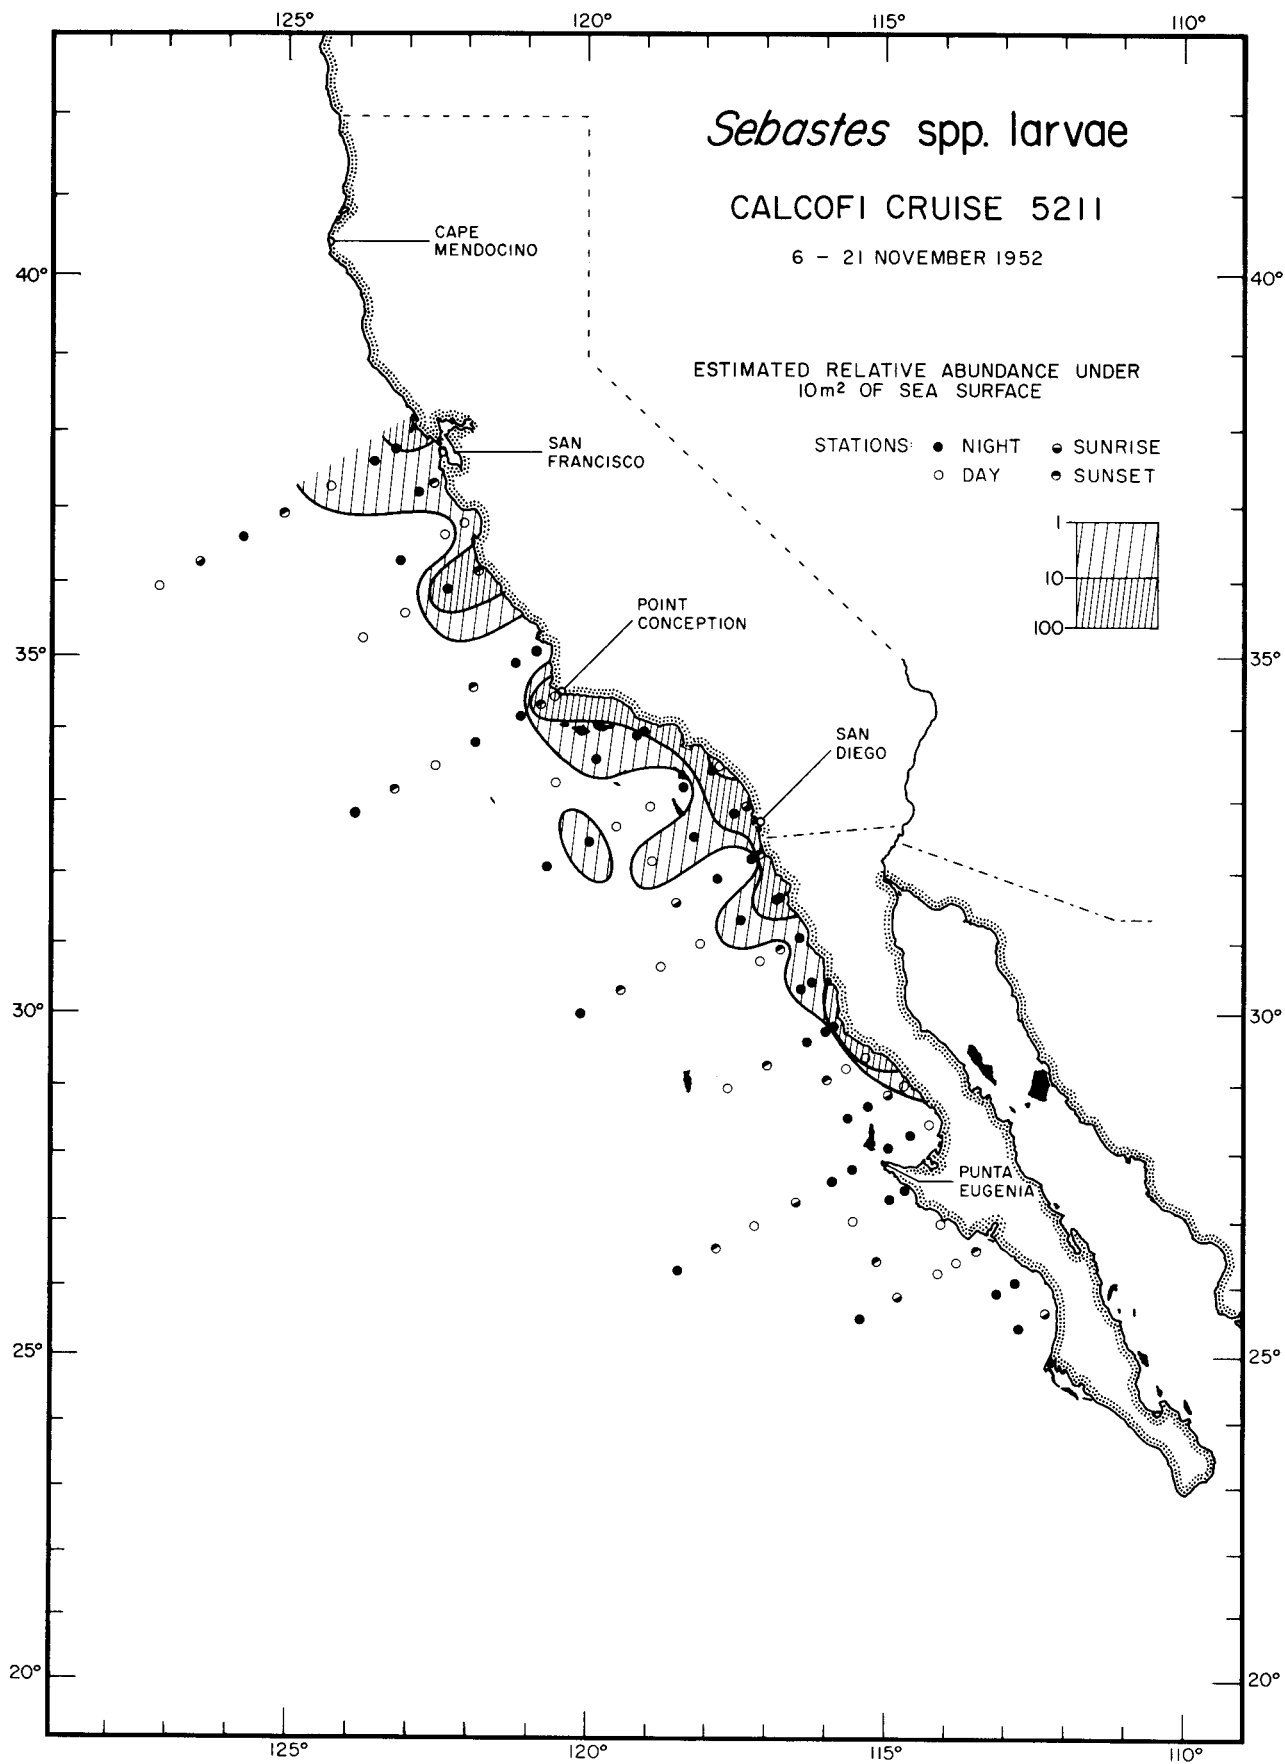 125° 120° 115° 110°
Sebastes spp. larvae
CALCOFI CRUISE 5211
6 - 21 NOVEMBER 1952
CAPE
MENDOCINO
40° 40°
ESTIMATED RELATIVE ABUNDANCE UNDER
10m² OF SEA SURFACE
STATIONS: NIGHT SUNRISE
DAY SUNSET
SAN
FRANCISCO
1
10
100
POINT
CONCEPTION
35° 35°
SAN
DIEGO
30° 30°
PUNTA
EUGENIA
25° 25°
20° 20°
125° 120° 115° 110°